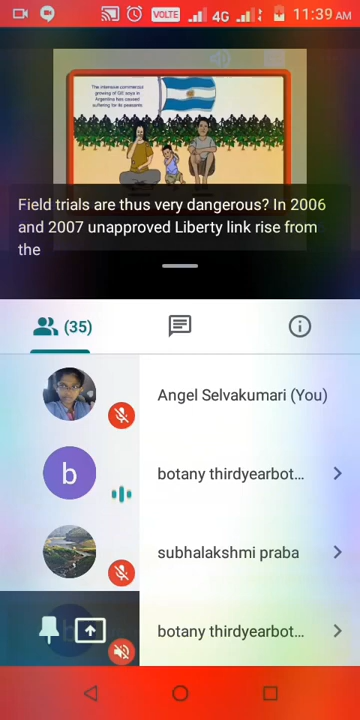 VOLTE
4G
11:39 AM
The intensive commerous
growing of GE soya in
Argentina has caused
suffering for its peasants
Field trials are thus very dangerous? In 2006
and 2007 unapproved Liberty link rise from
the
(35)
Angel Selvakumari (You)
b
botany thirdyearbot...
subhalakshmi praba
botany thirdyearbot...